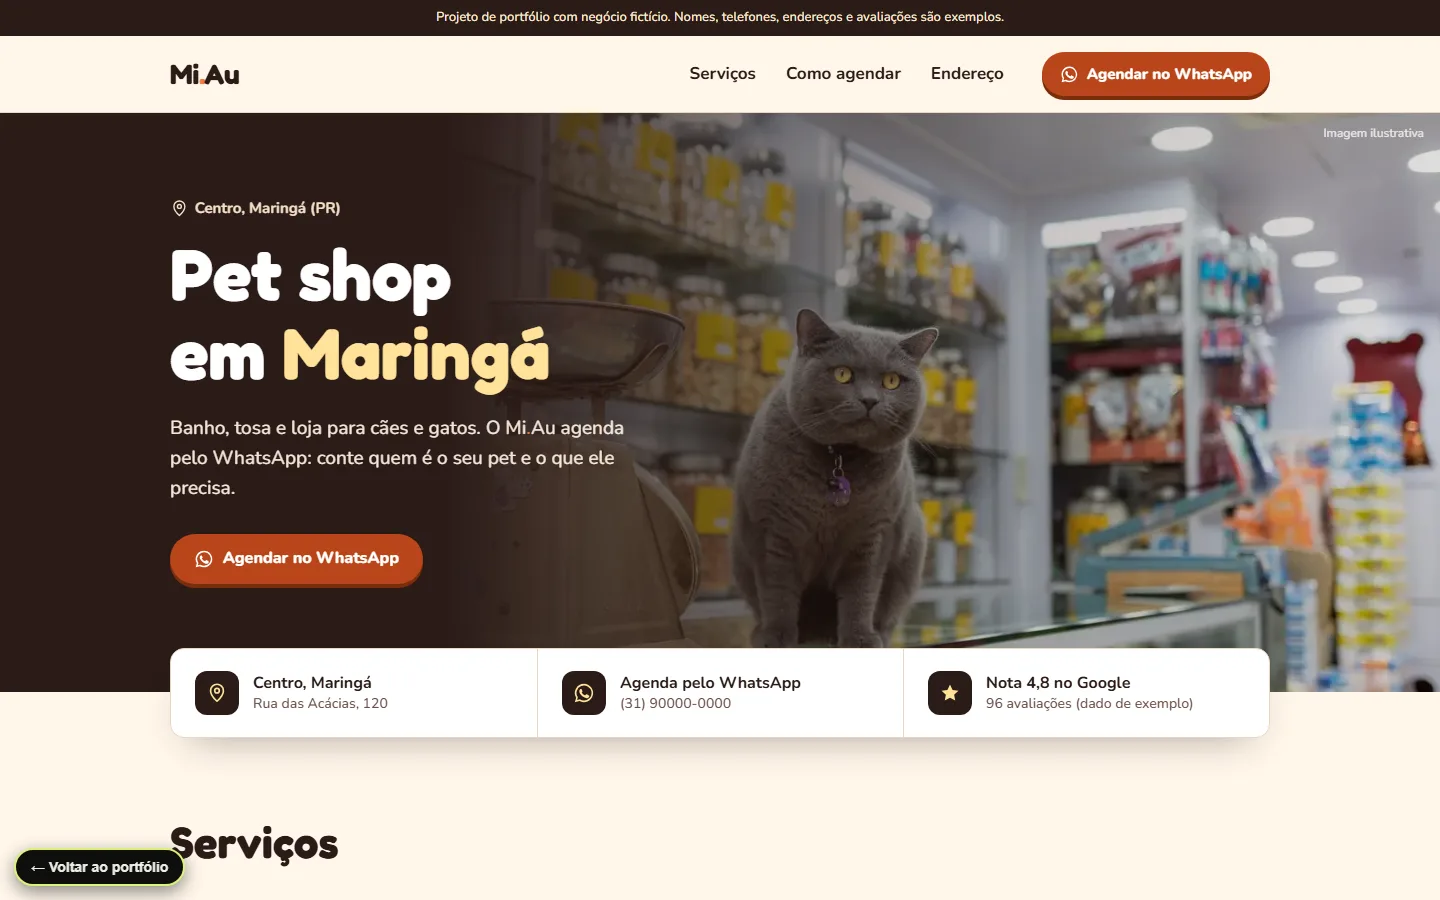 Projeto de portfólio com negócio fictício. Nomes, telefones, endereços e avaliações são exemplos.
Mi.Au
Serviços
Como agendar
Endereço
Agendar no WhatsApp
Imagem ilustrativa
Centro, Maringá (PR)
Pet shop
em Maringá
Banho, tosa e loja para cães e gatos. O Mi.Au agenda
pelo WhatsApp: conte quem é o seu pet e o que ele
precisa.
Agendar no WhatsApp
Centro, Maringá
Rua das Acácias, 120
Agenda pelo WhatsApp
(31) 90000-0000
Nota 4,8 no Google
96 avaliações (dado de exemplo)
Serviços
← Voltar ao portfólio